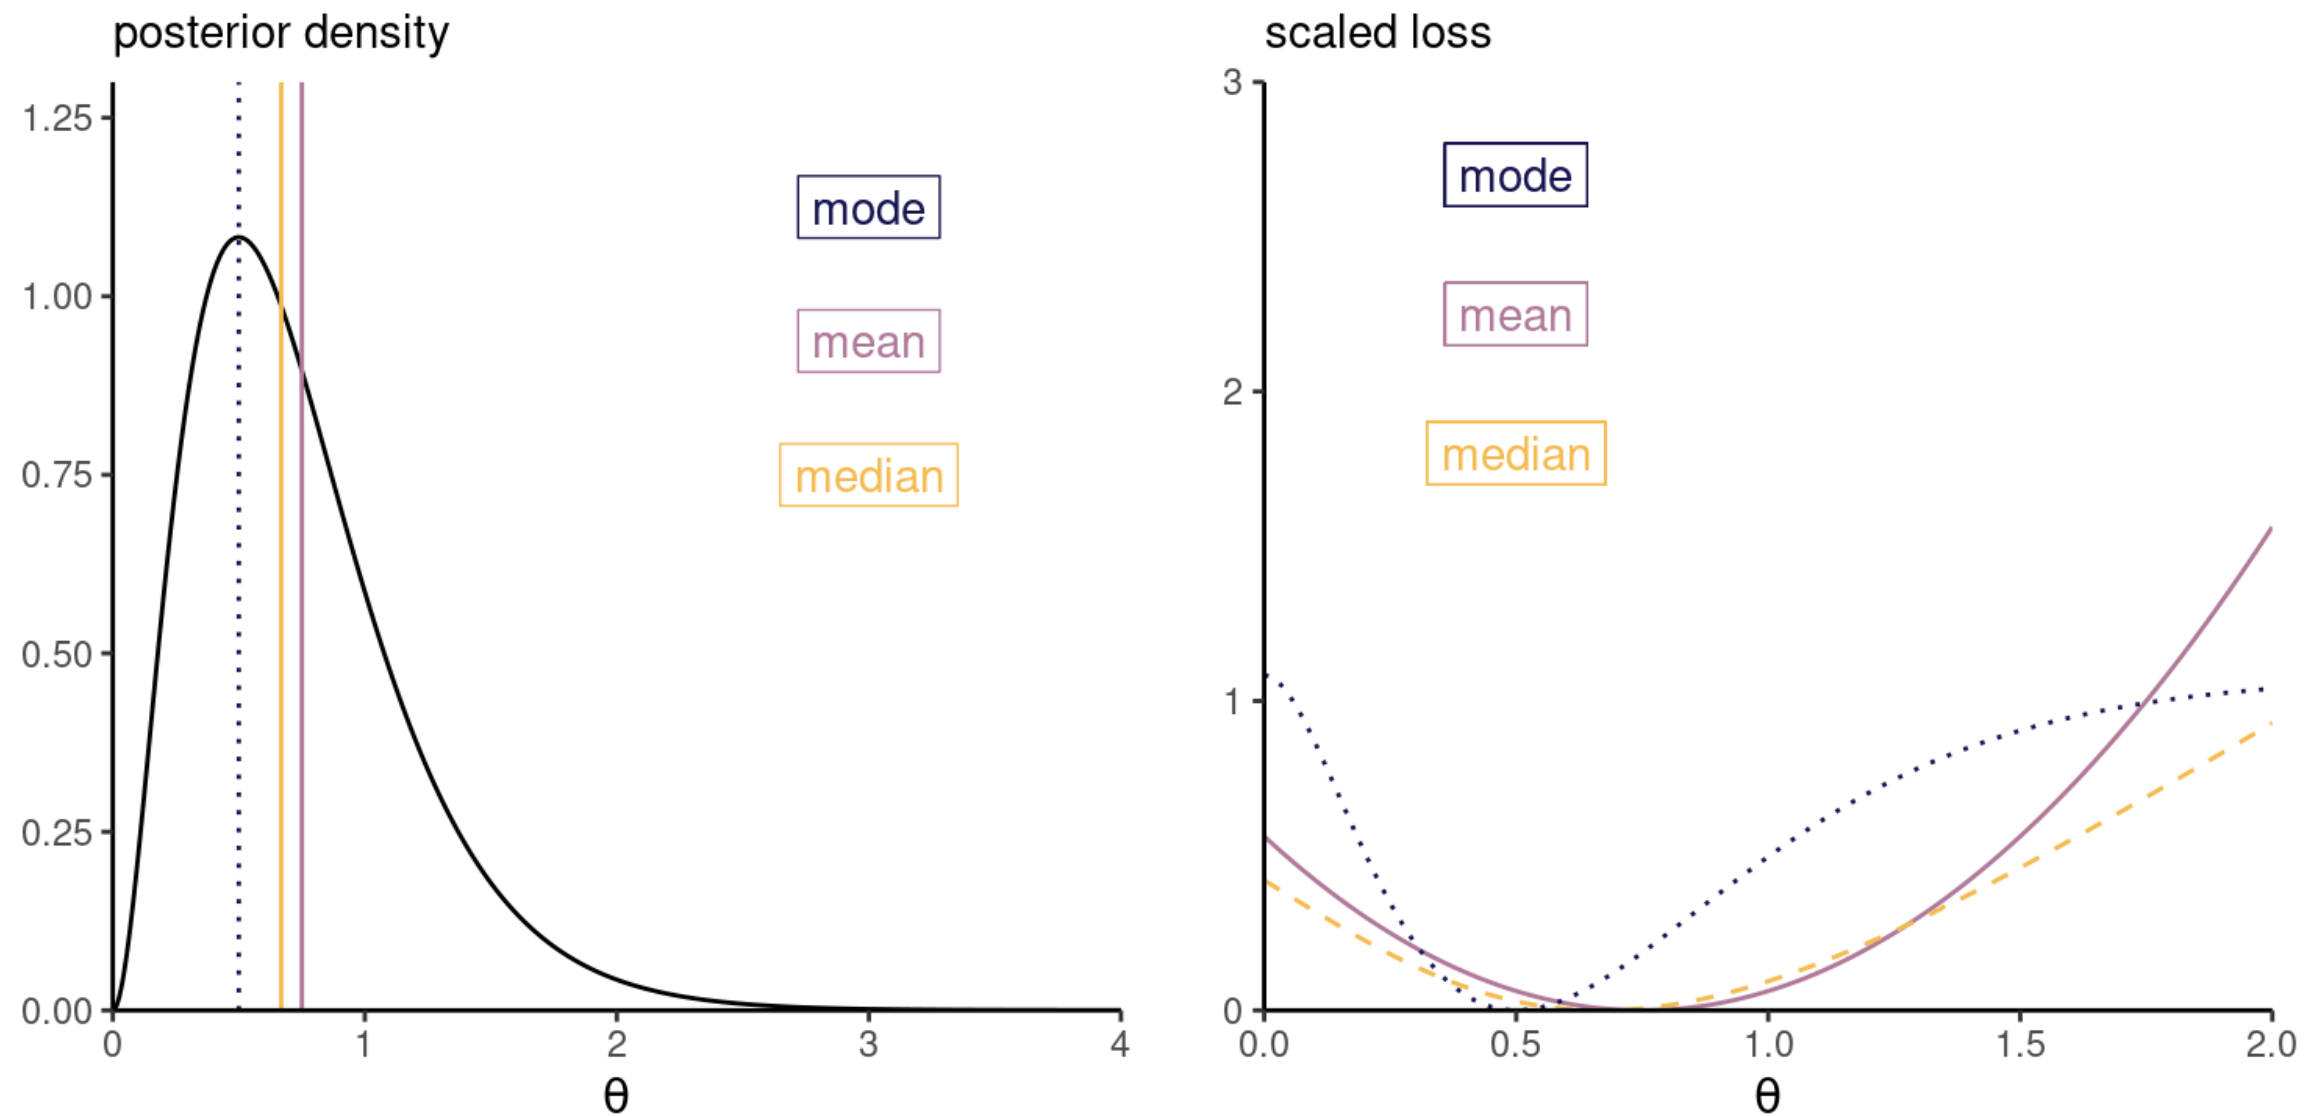 posterior density
1.25
1.00
0.75
0.50
0.25
0.00
0 1 2 3 4
θ
mode
mean
median
scaled loss
3
2
1
0
0.0 0.5 1.0 1.5 2.0
θ
mode
mean
median